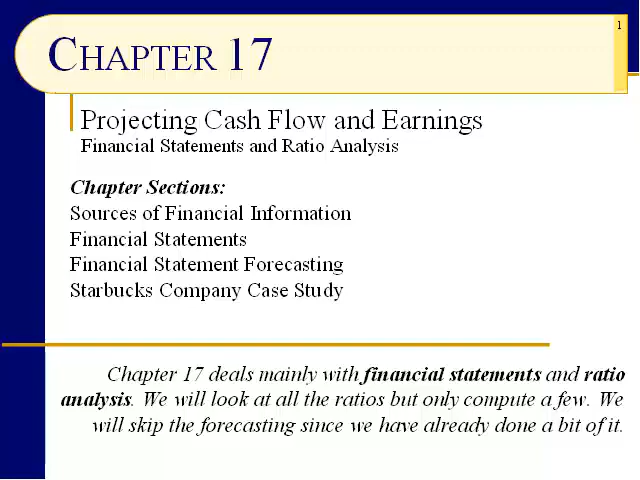 1
CHAPTER 17
Projecting Cash Flow and Earnings
Financial Statements and Ratio Analysis
Chapter Sections:
Sources of Financial Information
Financial Statements
Financial Statement Forecasting
Starbucks Company Case Study
Chapter 17 deals mainly with financial statements and ratio
analysis. We will look at all the ratios but only compute a few. We
will skip the forecasting since we have already done a bit of it.